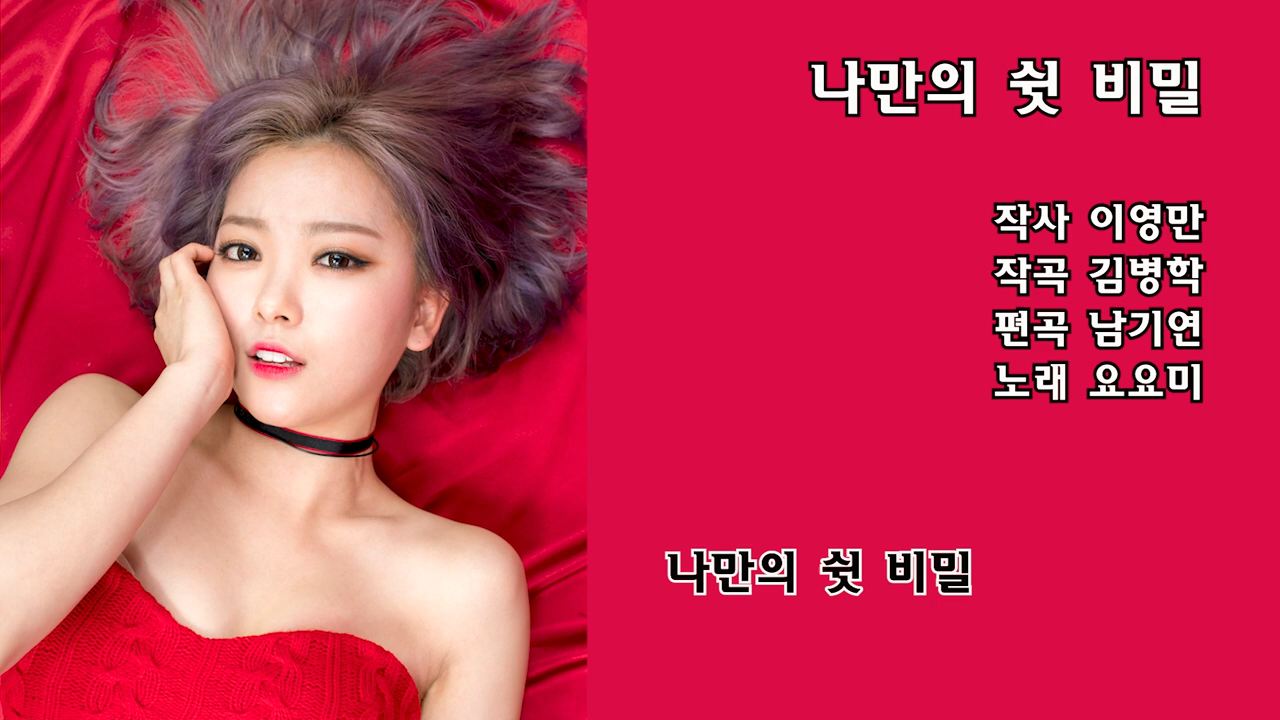 나만의 쉿 비밀
작사 이영만
작곡 김병학
편곡 남기연
노래 요요미
나만의 쉿 비밀